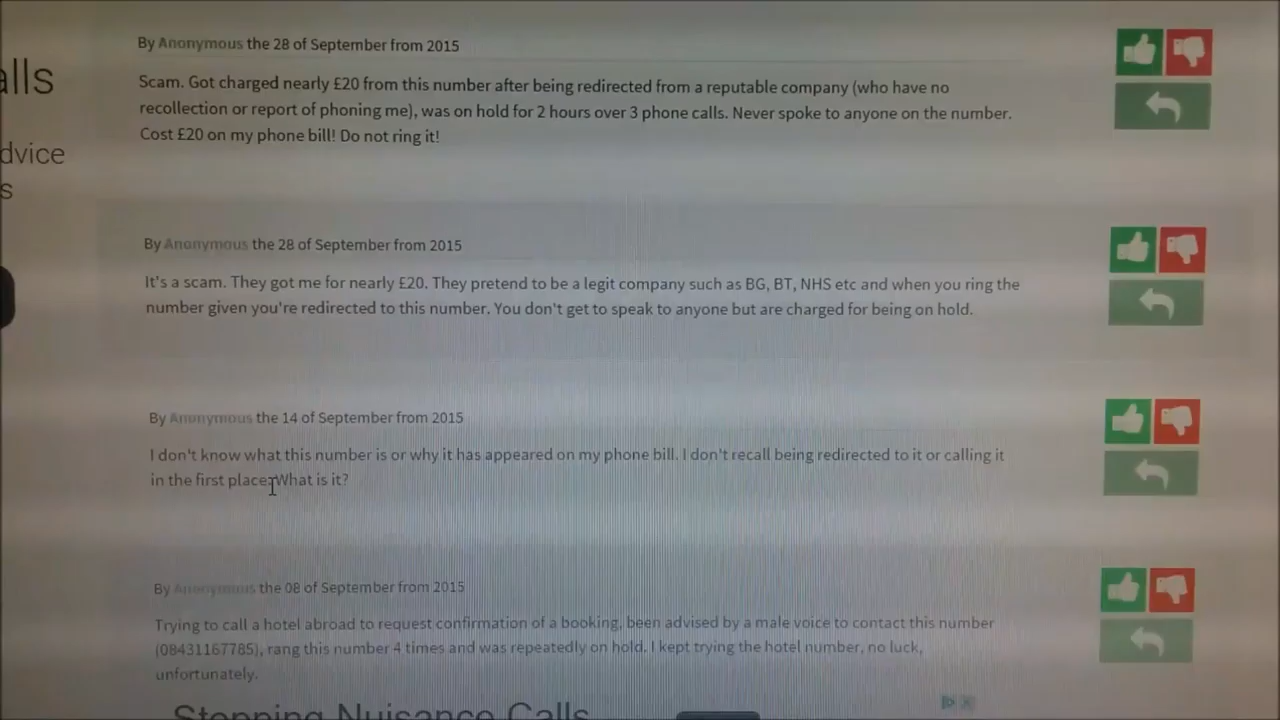 alls
dvice
s
By Anonymous the 28 of September from 2015
Scam. Got charged nearly £20 from this number after being redirected from a reputable company (who have no
recollection or report of phoning me), was on hold for 2 hours over 3 phone calls. Never spoke to anyone on the number.
Cost £20 on my phone bill! Do not ring it!
By Anonymous the 28 of September from 2015
It's a scam. They got me for nearly £20. They pretend to be a legit company such as BG, BT, NHS etc and when you ring the
number given you're redirected to this number. You don't get to speak to anyone but are charged for being on hold.
By Anonymous the 14 of September from 2015
I don't know what this number is or why it has appeared on my phone bill. I don't recall being redirected to it or calling it
in the first place. What is it?
By Anonymous the 08 of September from 2015
Trying to call a hotel abroad to request confirmation of a booking, been advised by a male voice to contact this number
(08431167785), rang this number 4 times and was repeatedly on hold. I kept trying the hotel number, no luck,
unfortunately.
Stopping Nuisance Calls